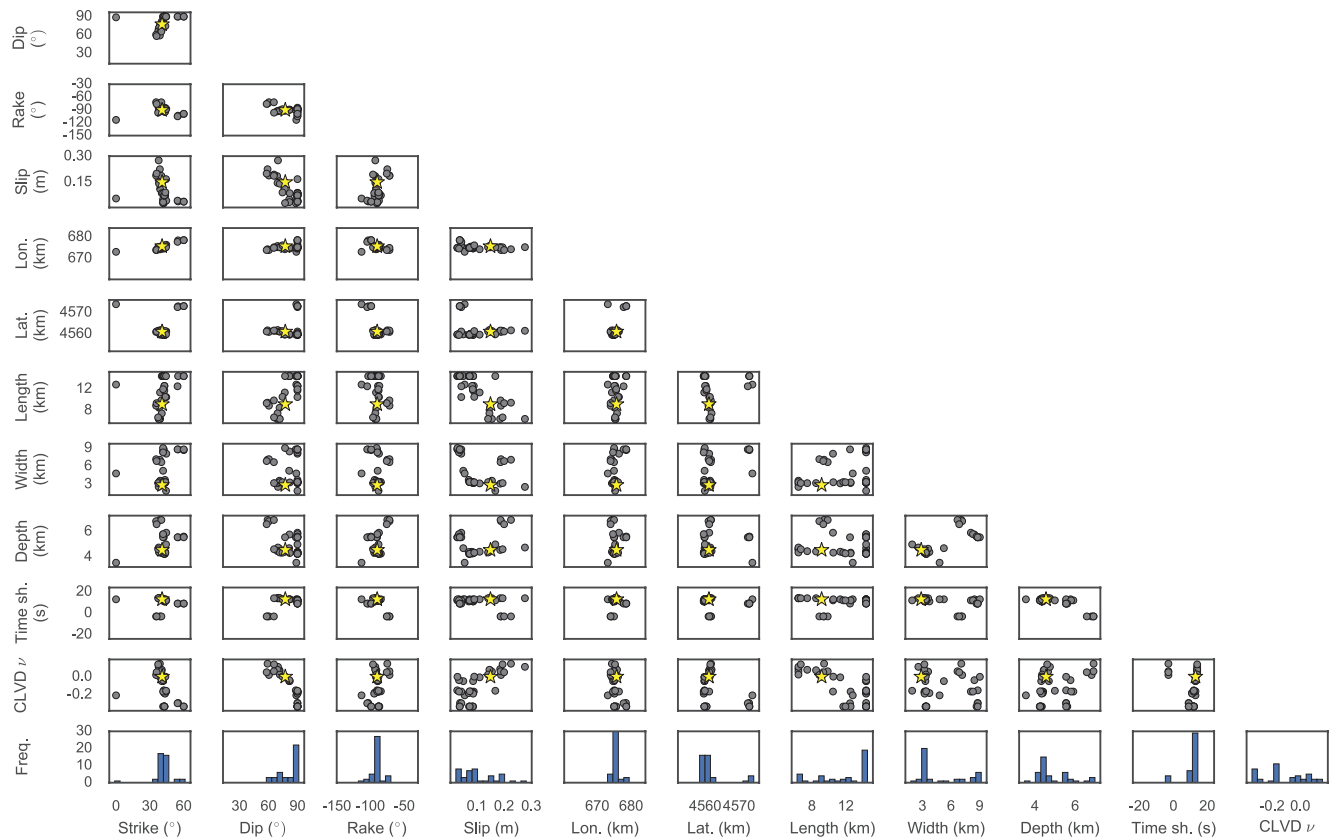 90
60
30
Dip
(°)
-30
-60
-90
-120
-150
Rake
(°)
0.30
0.15
Slip
(m)
680
670
Lon.
(km)
4570
4560
Lat.
(km)
12
8
Length
(km)
9
6
3
Width
(km)
6
4
Depth
(km)
20
0
-20
Time sh.
(s)
0.0
-0.2
CLVD ν
30
20
10
0
Freq.
0 30 60 30 60 90 -150 -100 -50 0.1 0.2 0.3 670 680 4560 4570 8 12 3 6 9 4 6 -20 0 20 -0.2 0.0
Strike (°) Dip (°) Rake (°) Slip (m) Lon. (km) Lat. (km) Length (km) Width (km) Depth (km) Time sh. (s) CLVD ν